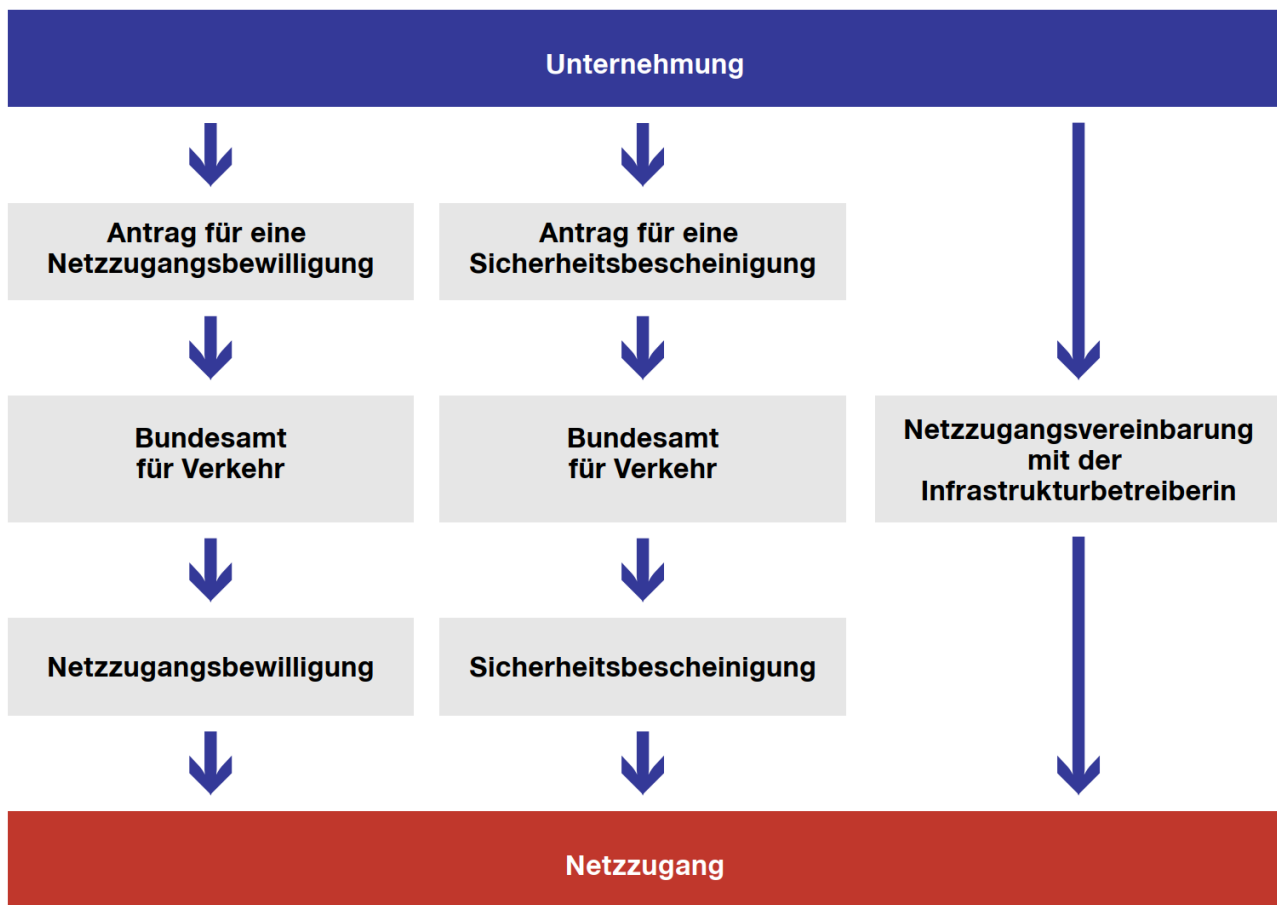 Unternehmung
Antrag für eine
Netzzugangsbewilligung
Antrag für eine
Sicherheitsbescheinigung
Bundesamt
für Verkehr
Bundesamt
für Verkehr
Netzzugangsvereinbarung
mit der
Infrastrukturbetreiberin
Netzzugangsbewilligung
Sicherheitsbescheinigung
Netzzugang